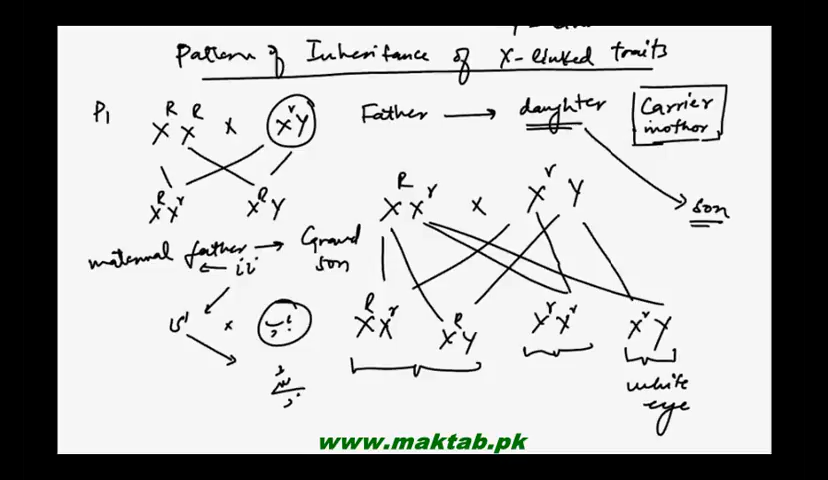 Pattern of Inheritance of X-linked traits
P1 X^R X^R x X^r Y
Father → daughter
Carrier mother
X^R X^r X^R Y
X^R X^r x X^r Y
son
maternal father → Grand son
X^R X^r X^R Y X^r X^r X^r Y
white eye
www.maktab.pk